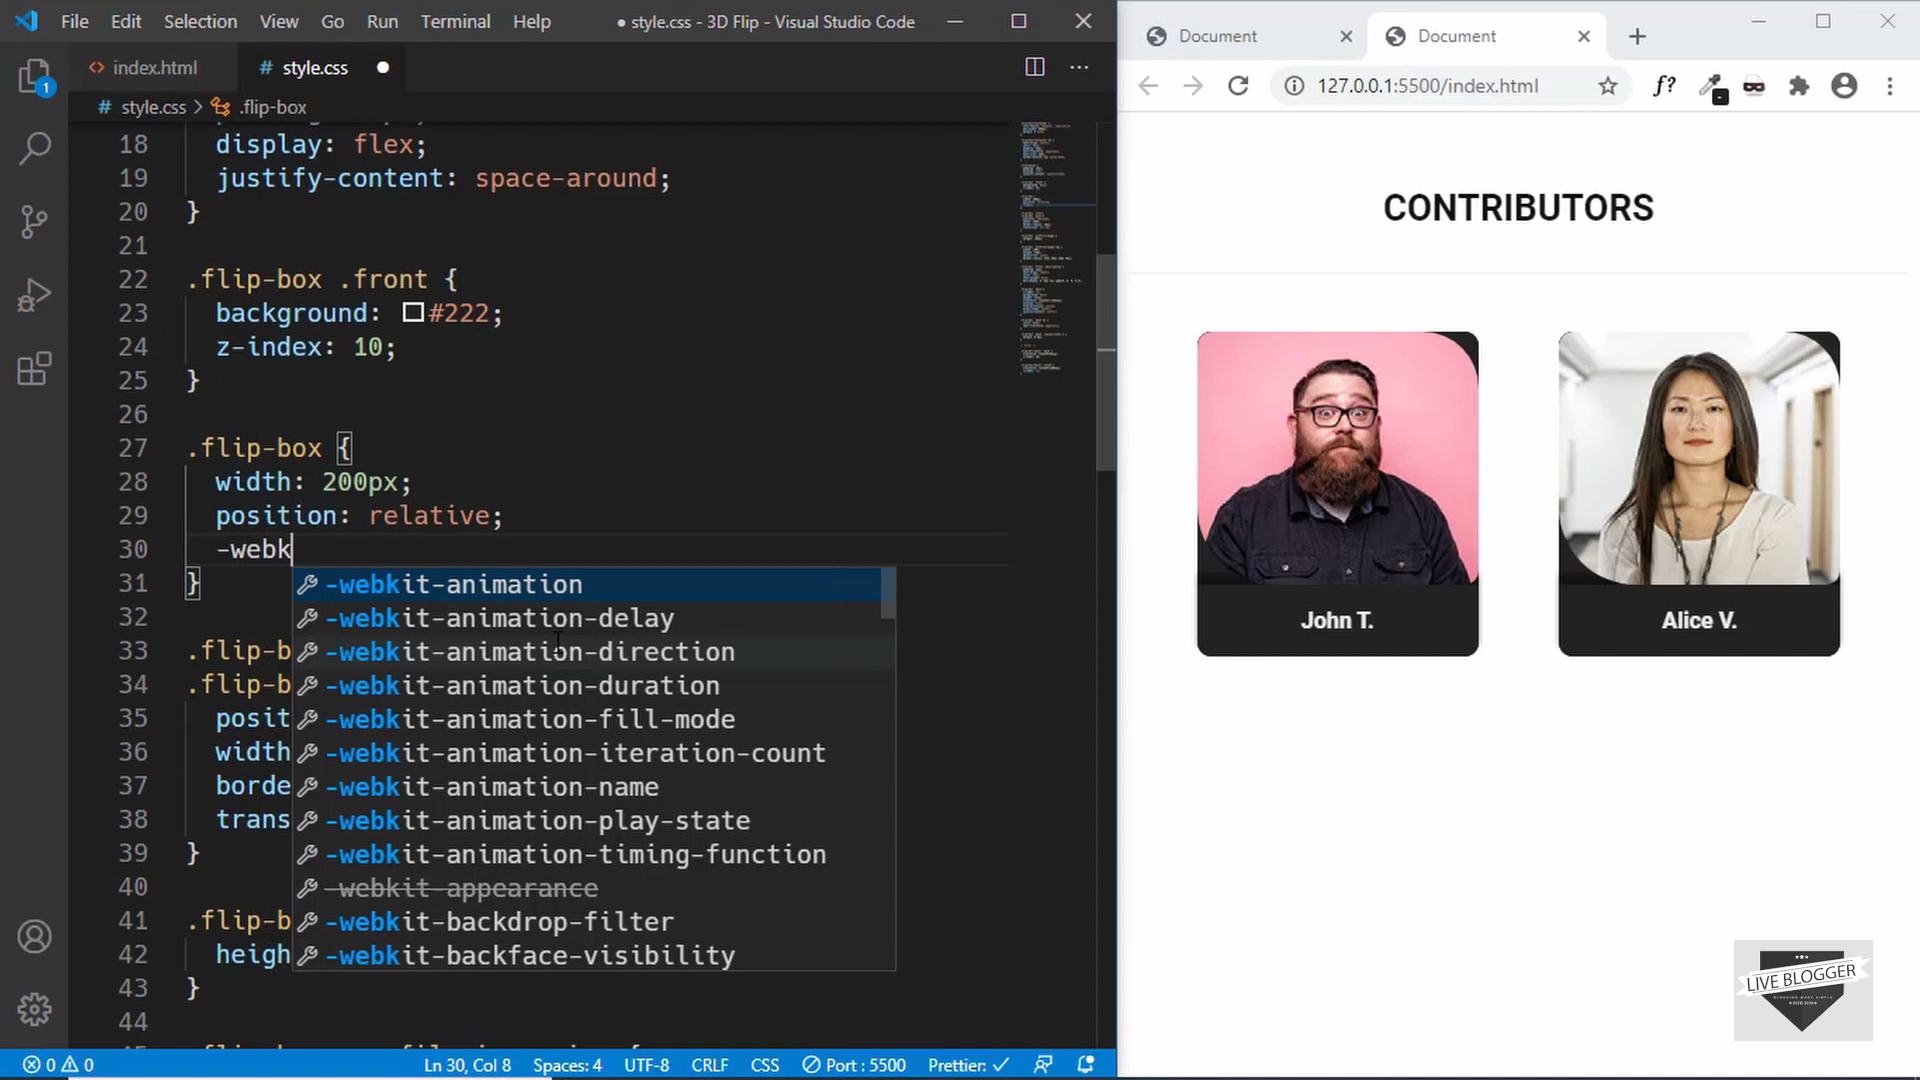 File Edit Selection View Go Run Terminal Help
● style.css - 3D Flip - Visual Studio Code
index.html
# style.css ●
# style.css > .flip-box
18 display: flex;
19 justify-content: space-around;
20 }
21
22 .flip-box .front {
23 background: #222;
24 z-index: 10;
25 }
26
27 .flip-box {
28 width: 200px;
29 position: relative;
30 -webk
31 }
32
33 .flip-b
34 .flip-b
35 posit
36 width
37 borde
38 trans
39 }
40
41 .flip-b
42 heigh
43 }
44
-webkit-animation
-webkit-animation-delay
-webkit-animation-direction
-webkit-animation-duration
-webkit-animation-fill-mode
-webkit-animation-iteration-count
-webkit-animation-name
-webkit-animation-play-state
-webkit-animation-timing-function
-webkit-appearance
-webkit-backdrop-filter
-webkit-backface-visibility
1
0 0 Ln 30, Col 8 Spaces: 4 UTF-8 CRLF CSS Port : 5500 Prettier: ✓
Document
Document
127.0.0.1:5500/index.html
f?
CONTRIBUTORS
John T.
Alice V.
LIVE BLOGGER